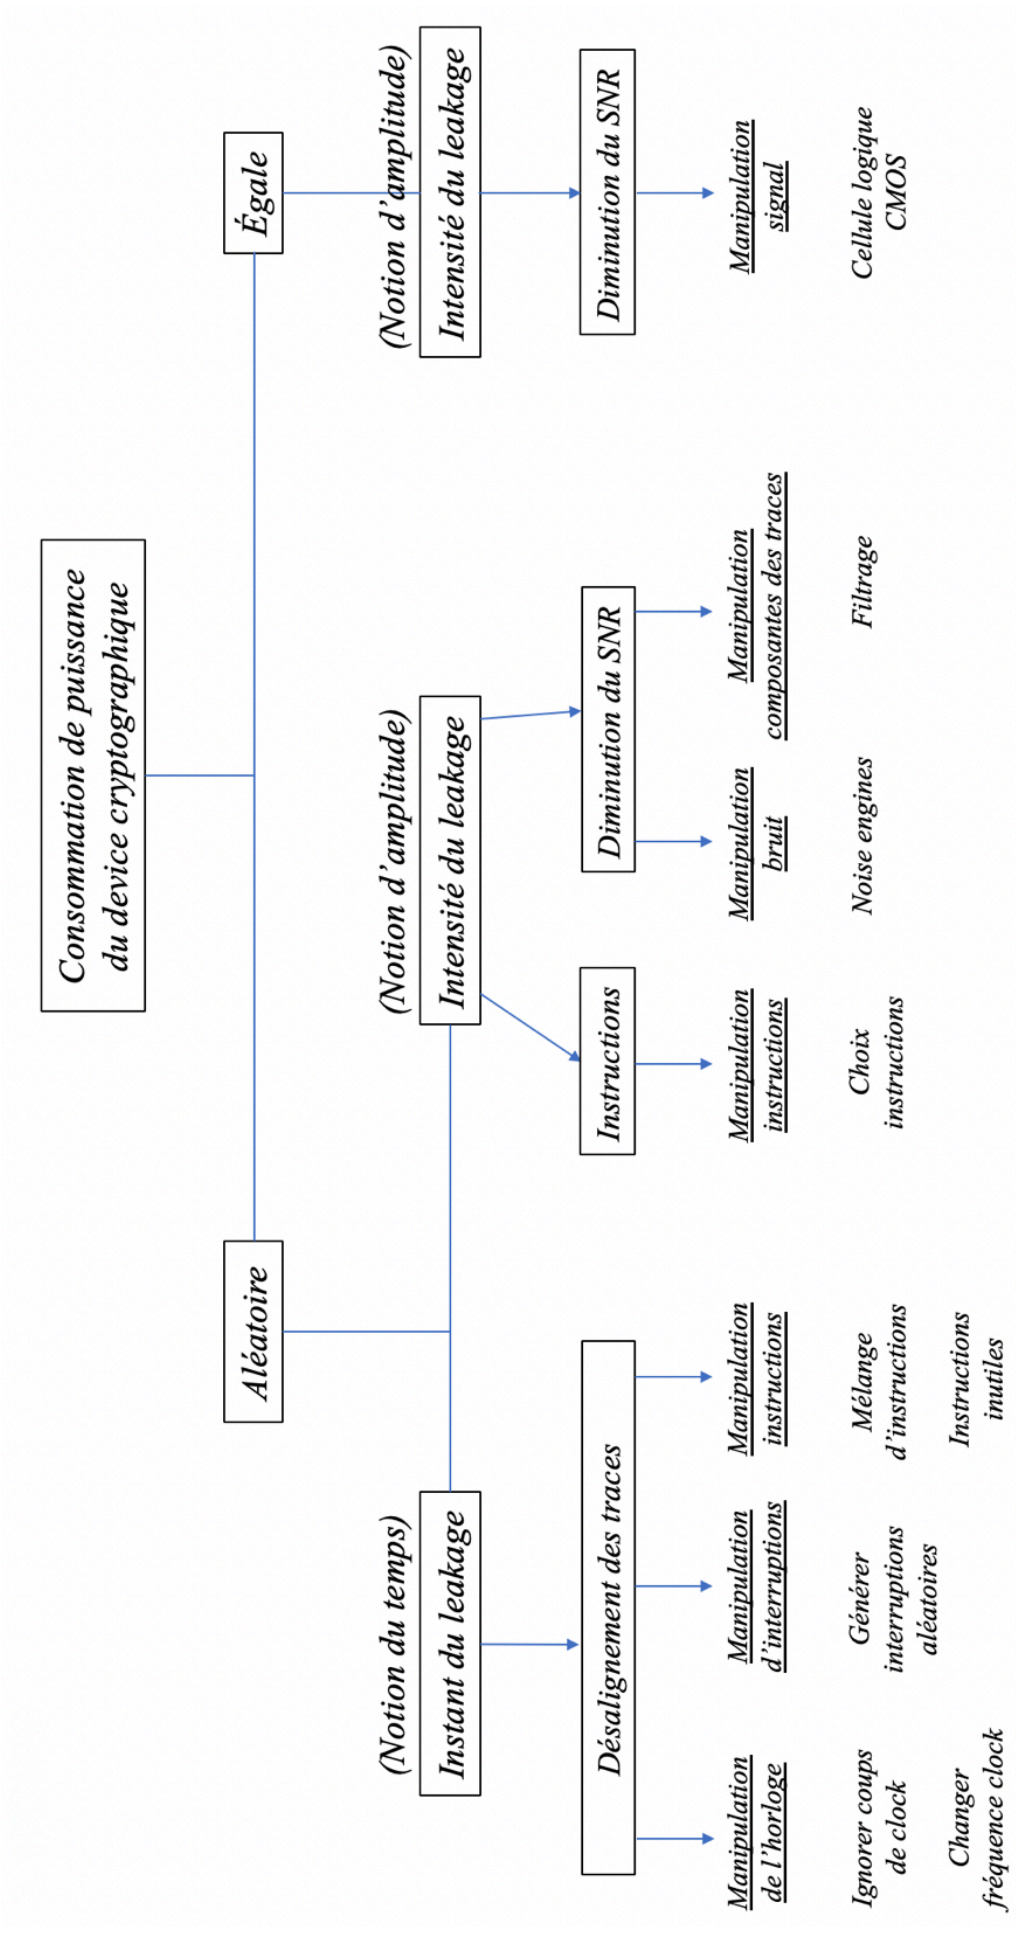 Consommation de puissance
du device cryptographique
Aléatoire
Égale
(Notion du temps)
Instant du leakage
(Notion d'amplitude)
Intensité du leakage
(Notion d'amplitude)
Intensité du leakage
Désalignement des traces
Instructions
Diminution du SNR
Diminution du SNR
Manipulation
de l'horloge
Manipulation
d'interruptions
Manipulation
instructions
Manipulation
instructions
Manipulation
bruit
Manipulation
composantes des traces
Manipulation
signal
Ignorer coups
de clock
Générer
interruptions
aléatoires
Mélange
d'instructions
Choix
instructions
Noise engines
Filtrage
Cellule logique
CMOS
Changer
fréquence clock
Instructions
inutiles